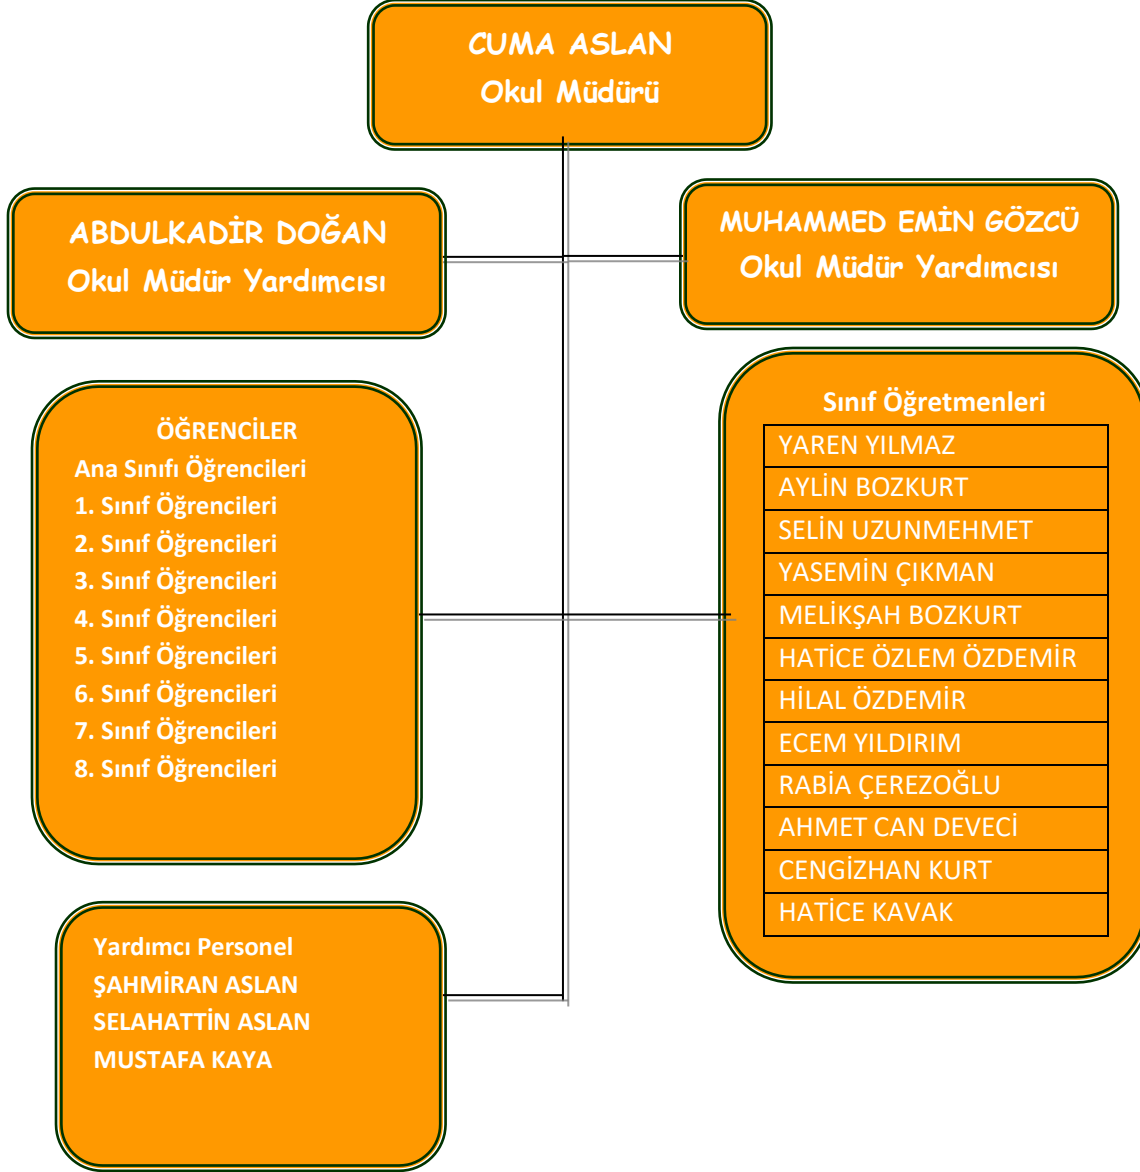 CUMA ASLAN
Okul Müdürü
ABDULKADİR DOĞAN
Okul Müdür Yardımcısı
MUHAMMED EMİN GÖZCÜ
Okul Müdür Yardımcısı
ÖĞRENCİLER
Ana Sınıfı Öğrencileri
1. Sınıf Öğrencileri
2. Sınıf Öğrencileri
3. Sınıf Öğrencileri
4. Sınıf Öğrencileri
5. Sınıf Öğrencileri
6. Sınıf Öğrencileri
7. Sınıf Öğrencileri
8. Sınıf Öğrencileri
Sınıf Öğretmenleri
YAREN YILMAZ
AYLİN BOZKURT
SELİN UZUNMEHMET
YASEMİN ÇIKMAN
MELİKŞAH BOZKURT
HATİCE ÖZLEM ÖZDEMİR
HİLAL ÖZDEMİR
ECEM YILDIRIM
RABİA ÇEREZOĞLU
AHMET CAN DEVECİ
CENGİZHAN KURT
HATİCE KAVAK
Yardımcı Personel
ŞAHMİRAN ASLAN
SELAHATTİN ASLAN
MUSTAFA KAYA